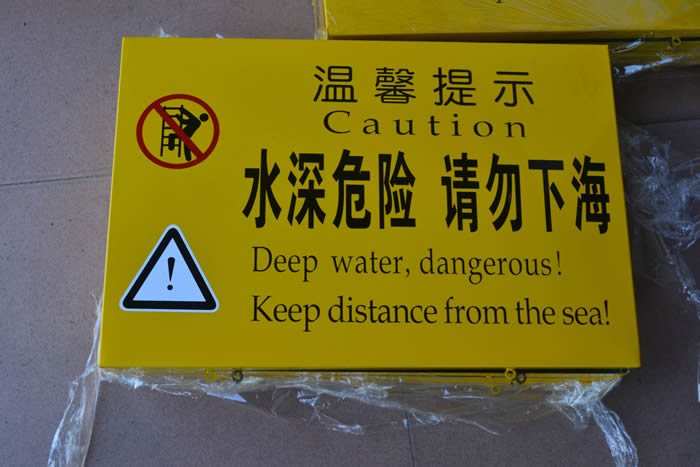 温馨提示
Caution
水深危险 请勿下海
Deep water, dangerous!
Keep distance from the sea!